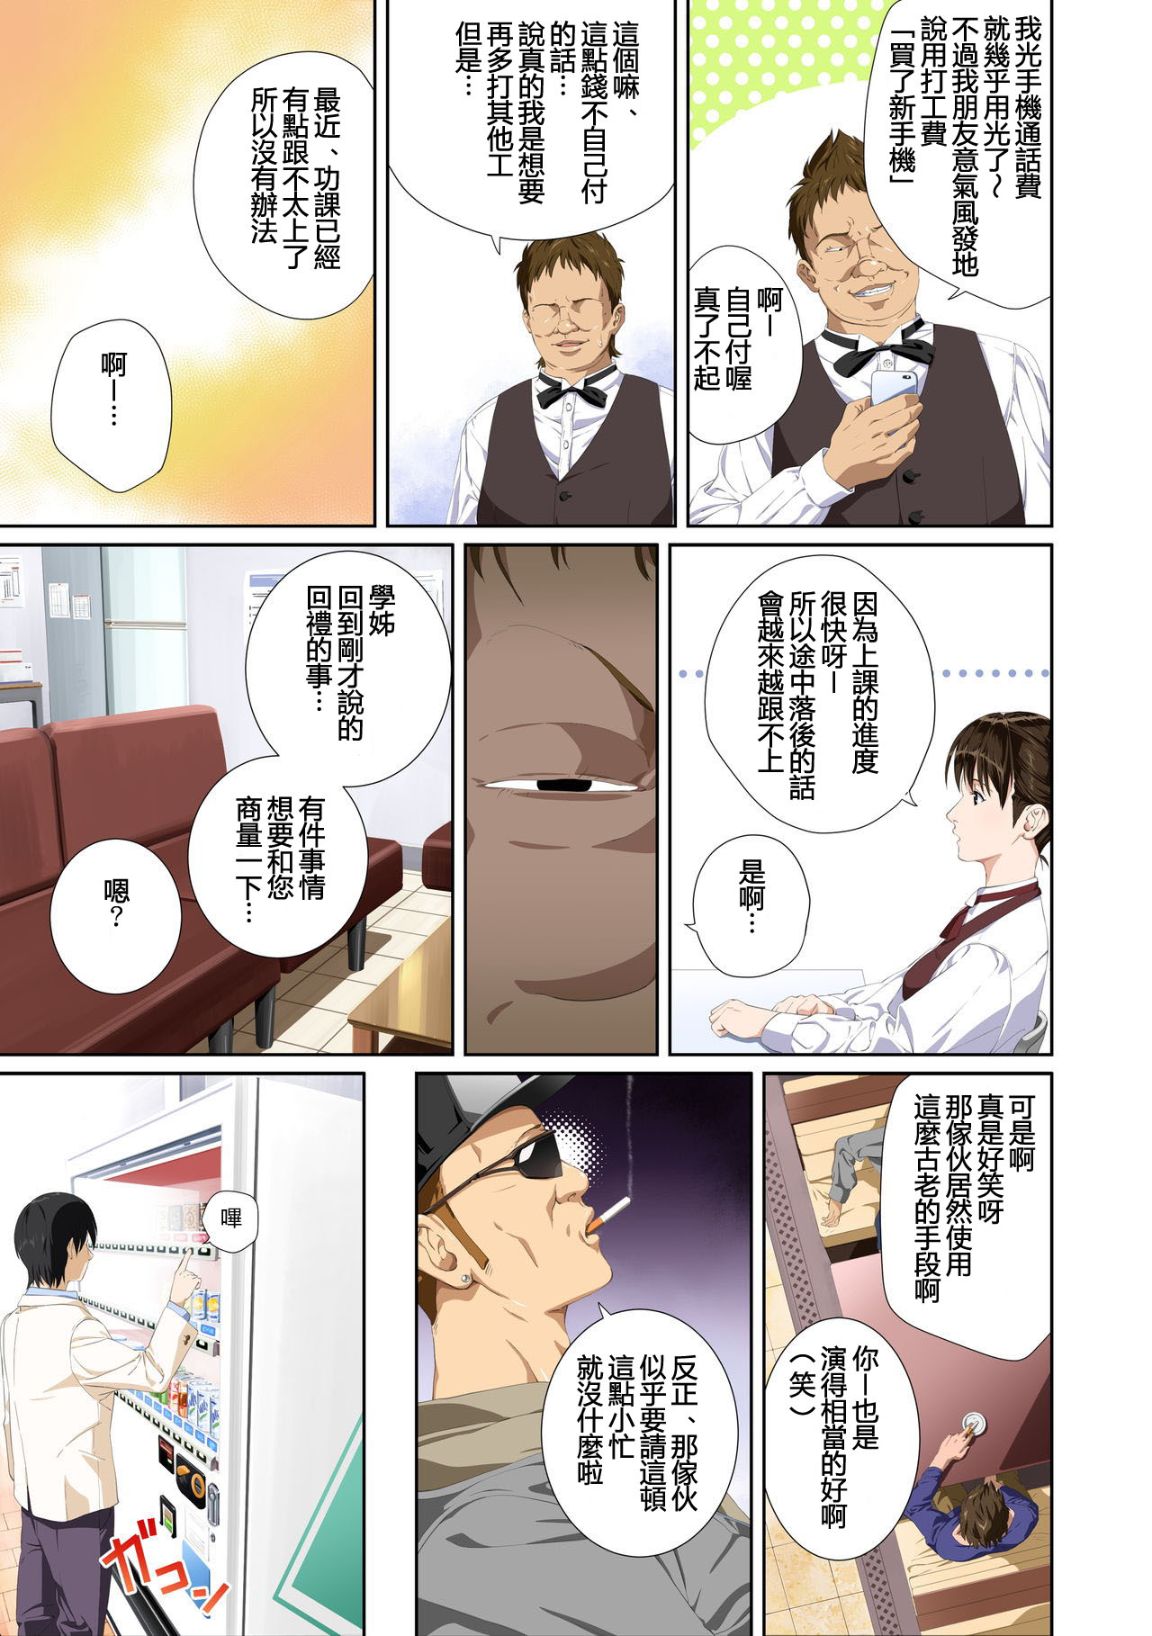 我光手機通話費
就幾乎用光了～
不過我朋友意氣風發地
說用打工費
「買了新手機」
啊ー
自己付喔
真了不起
這個嘛、
這點錢不自己付
的話…
說真的我是想要
再多打其他工
但是…
最近、功課已經
有點跟不太上了
所以沒有辦法
啊ー…
因為上課的進度
很快呀ー
所以途中落後的話
會越來越跟不上
是啊…
學姊
回到剛才說的
回禮的事…
有件事情
想要和您
商量一下…
嗯？
可是啊
真是好笑呀
那傢伙居然使用
這麼古老的手段啊
你ー也是
演得相當的好啊
（笑）
反正、那傢伙
似乎要請這頓
這點小忙
就沒什麼啦
嗶
ガコン